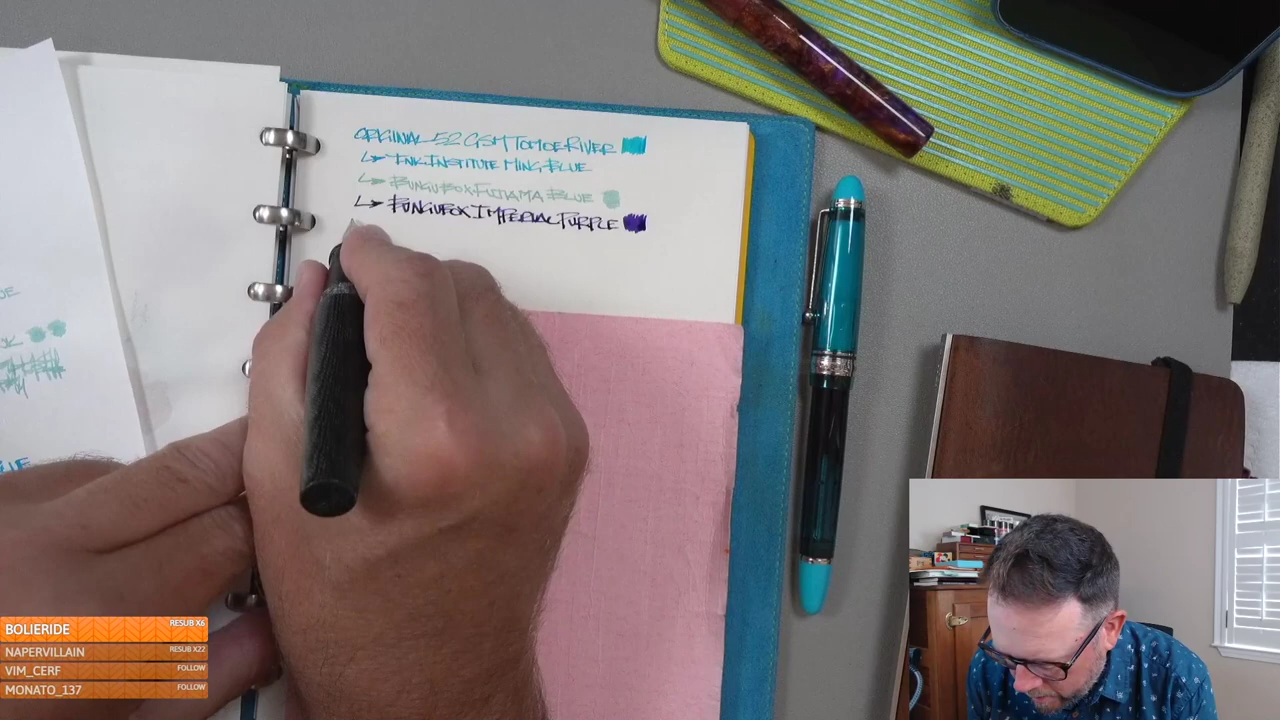 ORIGINAL 52 GSM TOMOE RIVER
INK INSTITUTE MING BLUE
BUNGUBOX FUJIYAMA BLUE
BUNGUBOX IMPERIAL PURPLE
BOLIERIDE RESUB X6
NAPERVILLAIN RESUB X22
VIM_CERF FOLLOW
MONATO_137 FOLLOW